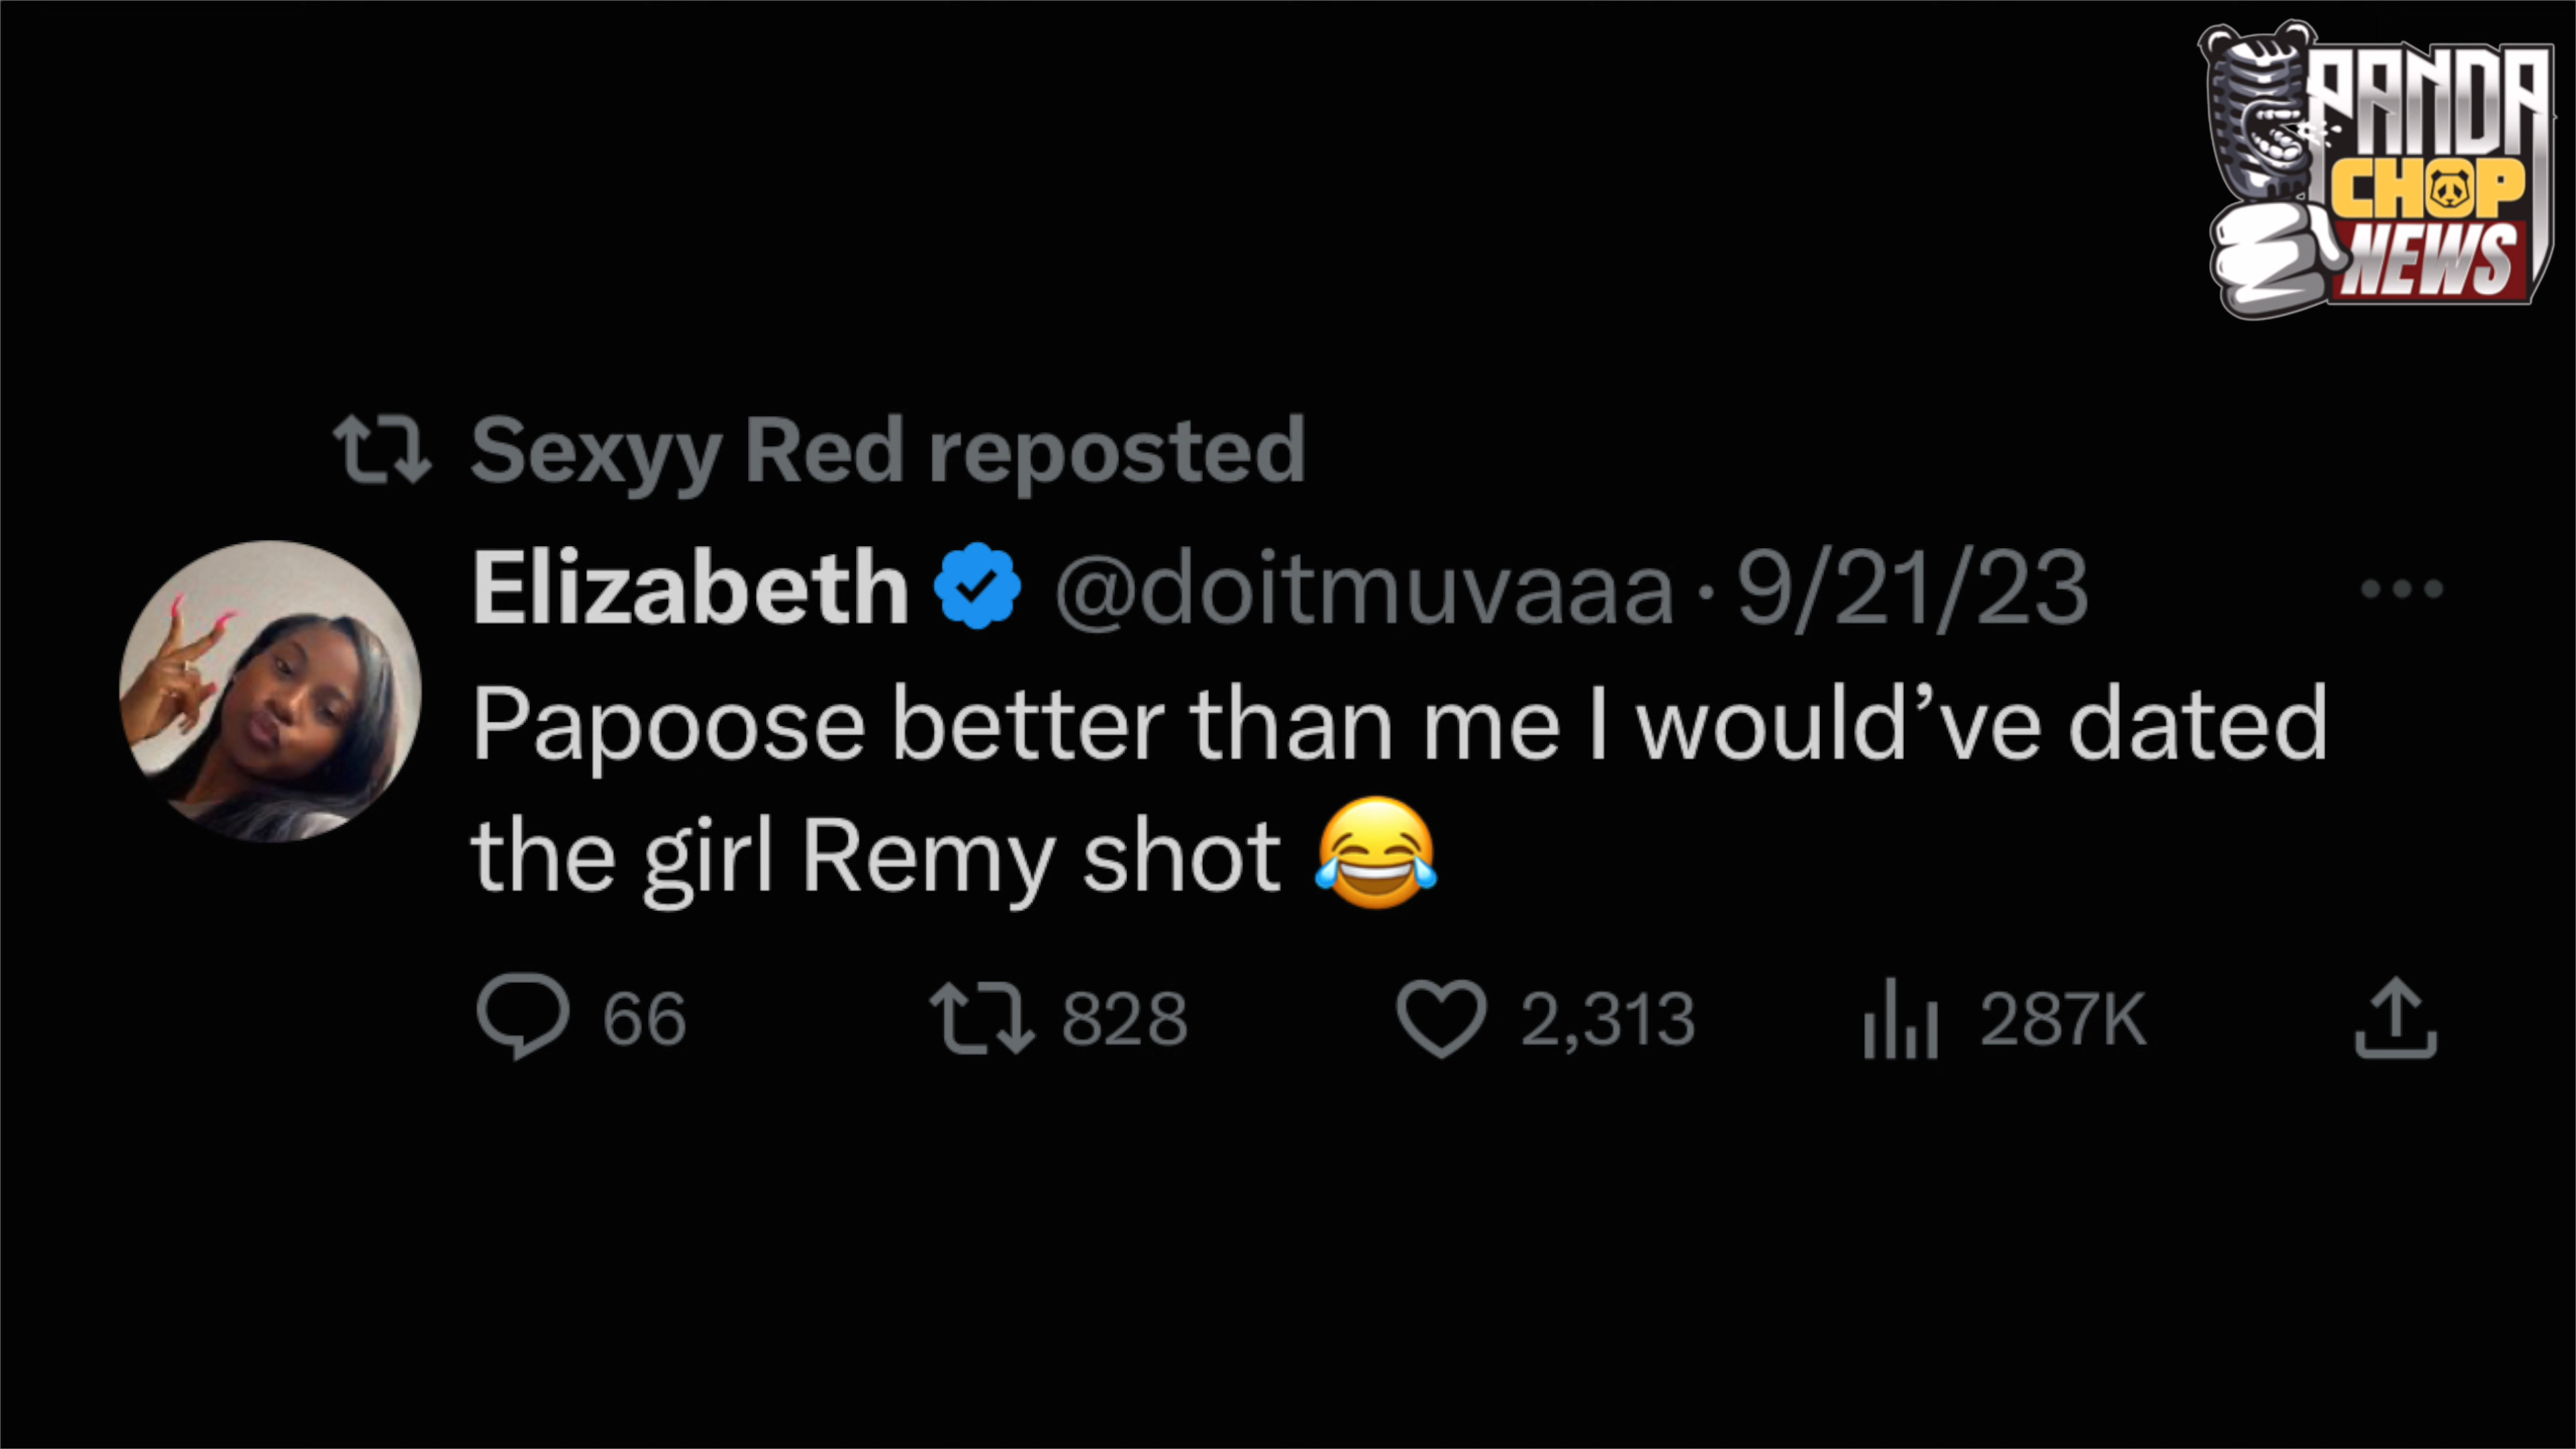 PANDA
CHOP
NEWS
Sexyy Red reposted
Elizabeth @doitmuvaaa · 9/21/23
Papoose better than me I would’ve dated
the girl Remy shot 😂
66 828 2,313 287K